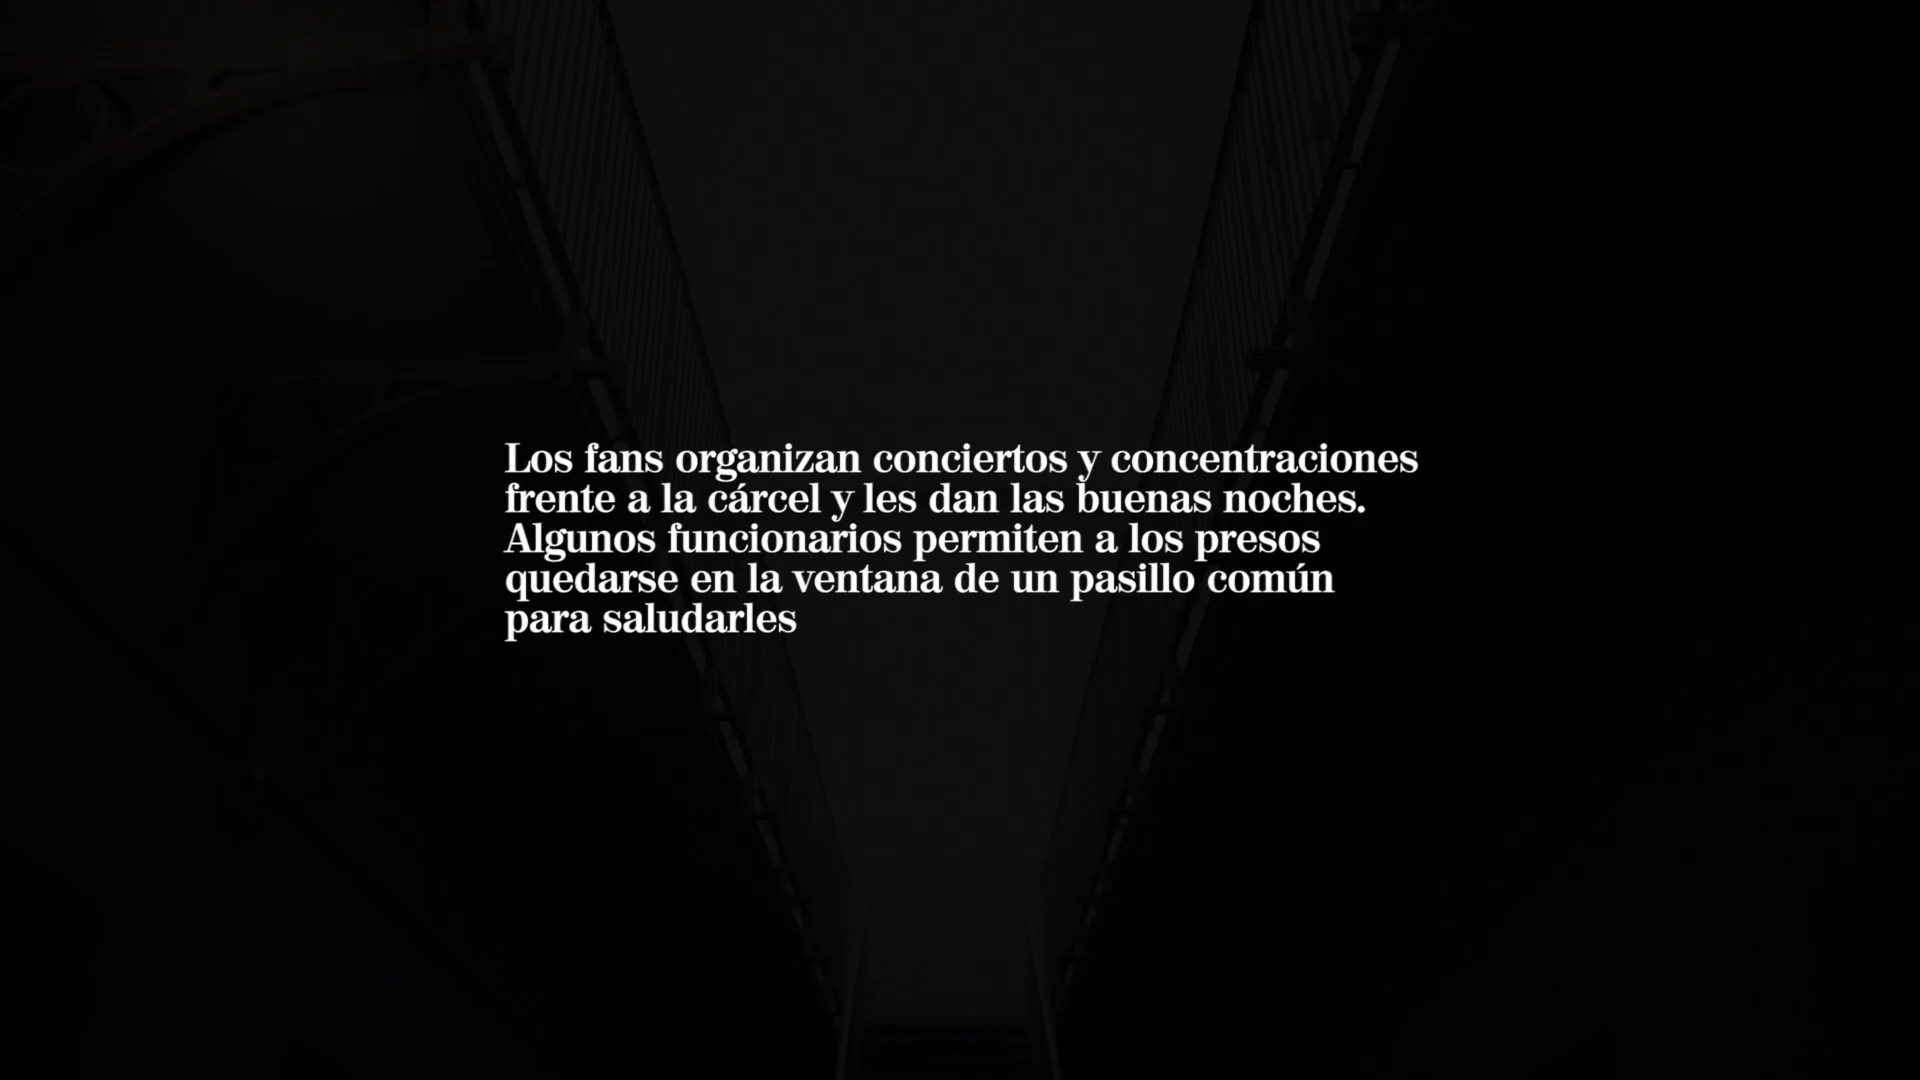 Los fans organizan conciertos y concentraciones
frente a la cárcel y les dan las buenas noches.
Algunos funcionarios permiten a los presos
quedarse en la ventana de un pasillo común
para saludarles